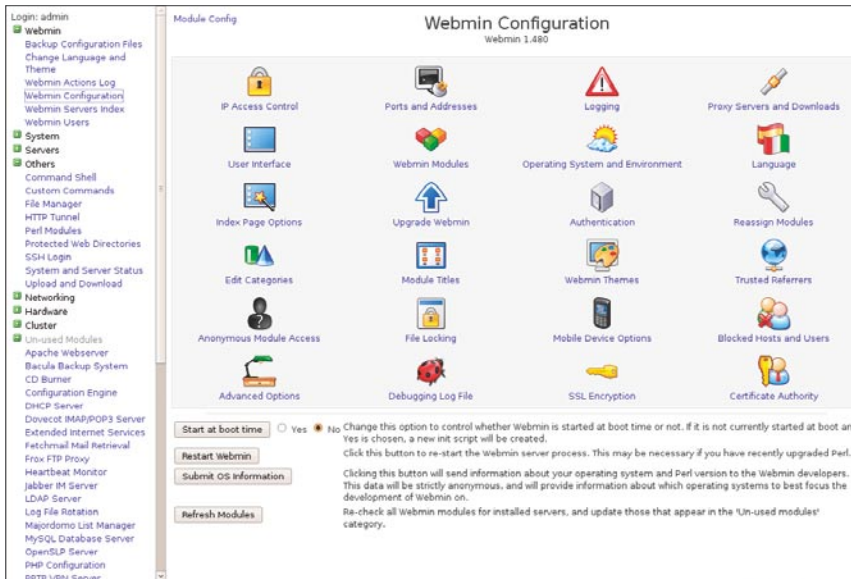 Login: admin
Webmin
Backup Configuration Files
Change Language and
Theme
Webmin Actions Log
Webmin Configuration
Webmin Servers Index
Webmin Users
System
Servers
Others
Command Shell
Custom Commands
File Manager
HTTP Tunnel
Perl Modules
Protected Web Directories
SSH Login
System and Server Status
Upload and Download
Networking
Hardware
Cluster
Un-used Modules
Apache Webserver
Bacula Backup System
CD Burner
Configuration Engine
DHCP Server
Dovecot IMAP/POP3 Server
Extended Internet Services
Fetchmail Mail Retrieval
Frox FTP Proxy
Heartbeat Monitor
Jabber IM Server
LDAP Server
Log File Rotation
Majordomo List Manager
MySQL Database Server
OpenSLP Server
PHP Configuration
PPTP VPN Server
Module Config
Webmin Configuration
Webmin 1.480
IP Access Control
Ports and Addresses
Logging
Proxy Servers and Downloads
User Interface
Webmin Modules
Operating System and Environment
Language
Index Page Options
Upgrade Webmin
Authentication
Reassign Modules
Edit Categories
Module Titles
Webmin Themes
Trusted Referrers
Anonymous Module Access
File Locking
Mobile Device Options
Blocked Hosts and Users
Advanced Options
Debugging Log File
SSL Encryption
Certificate Authority
Start at boot time Yes No Change this option to control whether Webmin is started at boot time or not. If it is not currently started at boot an
Yes is chosen, a new init script will be created.
Restart Webmin Click this button to re-start the Webmin server process. This may be necessary if you have recently upgraded Perl.
Submit OS Information Clicking this button will send information about your operating system and Perl version to the Webmin developers.
This data will be strictly anonymous, and will provide information about which operating systems to best focus the
development of Webmin on.
Refresh Modules Re-check all Webmin modules for installed servers, and update those that appear in the 'Un-used modules'
category.